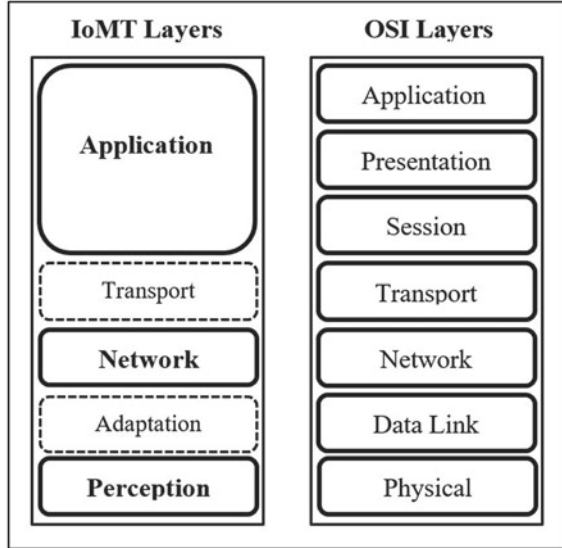 IoMT Layers
Application
Transport
Network
Adaptation
Perception
OSI Layers
Application
Presentation
Session
Transport
Network
Data Link
Physical